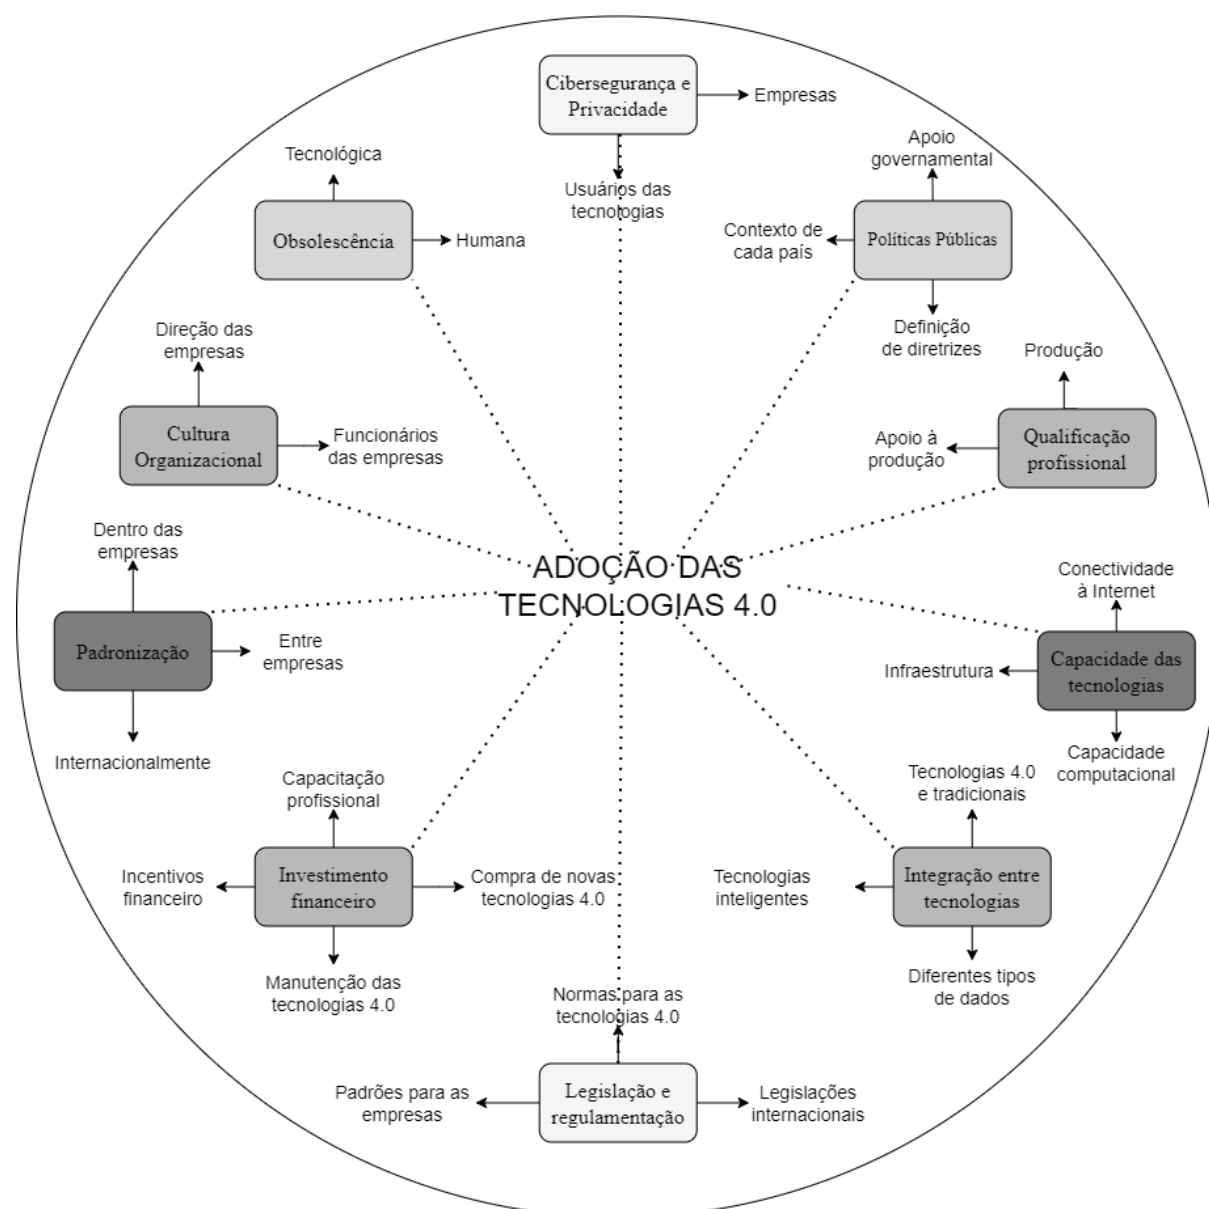 Cibersegurança e
Privacidade
Empresas
Usuários das
tecnologias
Apoio
governamental
Contexto de
cada país
Políticas Públicas
Definição
de diretrizes
Produção
Apoio à
produção
Qualificação
profissional
Conectividade
à Internet
Infraestrutura
Capacidade das
tecnologias
Capacidade
computacional
Tecnologias 4.0
e tradicionais
Tecnologias
inteligentes
Integração entre
tecnologias
Diferentes tipos
de dados
Normas para as
tecnologias 4.0
Padrões para as
empresas
Legislação e
regulamentação
Legislações
internacionais
Capacitação
profissional
Incentivos
financeiro
Investimento
financeiro
Compra de novas
tecnologias 4.0
Manutenção das
tecnologias 4.0
Dentro das
empresas
Padronização
Entre
empresas
Internacionalmente
Direção das
empresas
Cultura
Organizacional
Funcionários
das empresas
Tecnológica
Obsolescência
Humana
ADOÇÃO DAS
TECNOLOGIAS 4.0